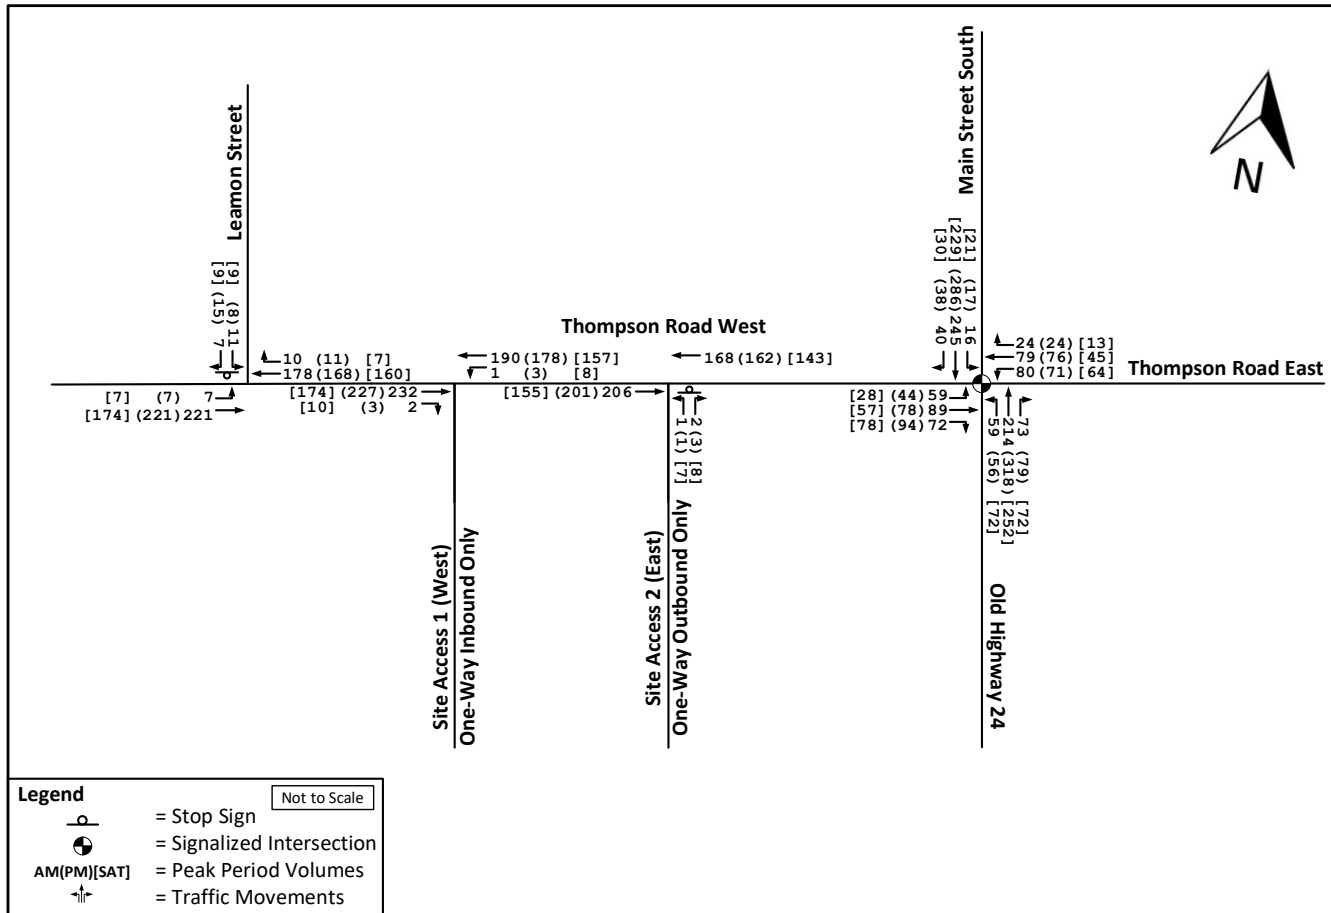 Leamon Street
Main Street South
N
[9] (8) 11
[9] (15) 7
[21] (17) 16
[229] (286) 245
[30] (38) 40
Thompson Road West
10 (11) [7]
178 (168) [160]
190 (178) [157]
1 (3) [8]
168 (162) [143]
24 (24) [13]
79 (76) [45]
80 (71) [64]
Thompson Road East
[7] (7) 7
[174] (221) 221
[174] (227) 232
[10] (3) 2
[155] (201) 206
[28] (44) 59
[57] (78) 89
[78] (94) 72
1 (1) [7]
2 (3) [8]
59 (56) [72]
214 (318) [252]
73 (79) [72]
Site Access 1 (West)
One-Way Inbound Only
Site Access 2 (East)
One-Way Outbound Only
Old Highway 24
Legend
Not to Scale
= Stop Sign
= Signalized Intersection
AM(PM)[SAT] = Peak Period Volumes
= Traffic Movements